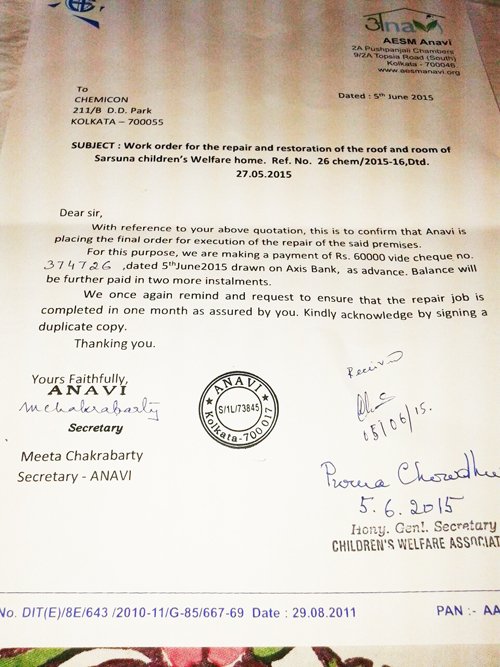 Anavi
AESM Anavi
2A Pushpanjali Chambers
9/2A Topsia Road (South)
Kolkata - 700046
www.aesmanavi.org
To
CHEMICON
211/B D.D. Park
KOLKATA – 700055
Dated : 5th June 2015
SUBJECT : Work order for the repair and restoration of the roof and room of
Sarsuna children's Welfare home. Ref. No. 26 chem/2015-16,Dtd.
27.05.2015
Dear sir,
With reference to your above quotation, this is to confirm that Anavi is
placing the final order for execution of the repair of the said premises.
For this purpose, we are making a payment of Rs. 60000 vide cheque no.
374726 ,dated 5thJune2015 drawn on Axis Bank, as advance. Balance will
be further paid in two more instalments.
We once again remind and request to ensure that the repair job is
completed in one month as assured by you. Kindly acknowledge by signing a
duplicate copy.
Thanking you.
Yours Faithfully,
ANAVI
mchakrabarty
Secretary
Meeta Chakrabarty
Secretary - ANAVI
ANAVI
S/1L/73845
Kolkata-700 017
Received
05/06/15.
Purna Chowdhu
5.6.2015
Hony. Genl. Secretary
CHILDREN'S WELFARE ASSOCIAT
No. DIT(E)/8E/643 /2010-11/G-85/667-69 Date : 29.08.2011
PAN :- AA